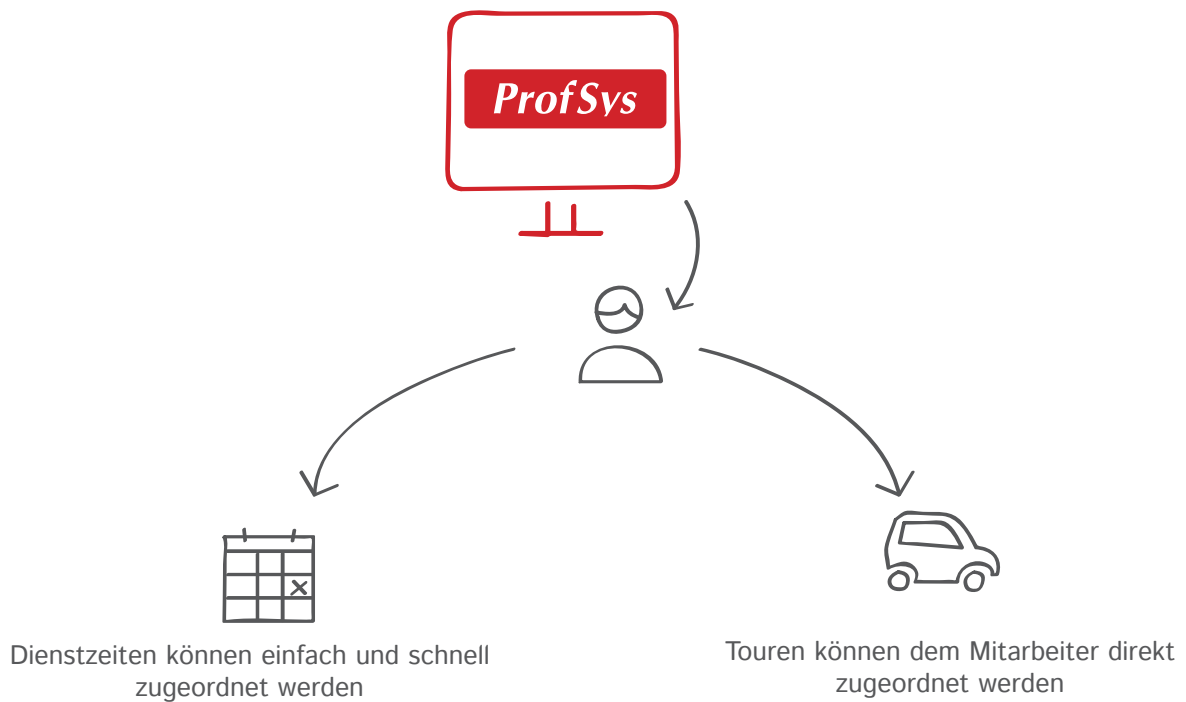 ProfSys
Dienstzeiten können einfach und schnell
zugeordnet werden
Touren können dem Mitarbeiter direkt
zugeordnet werden